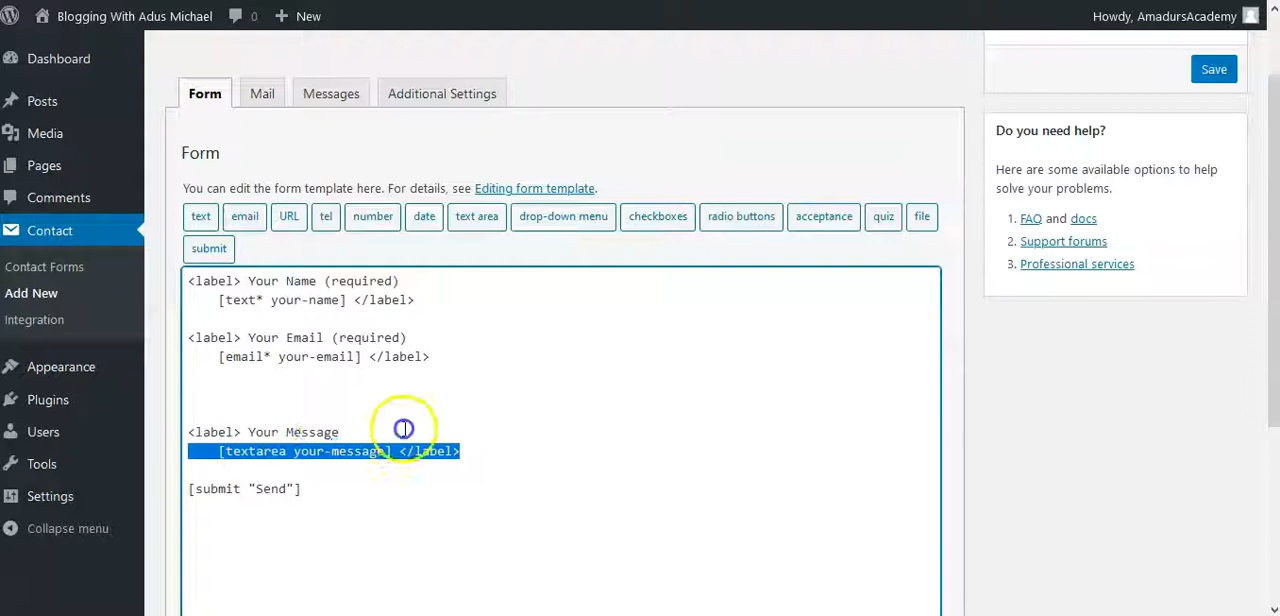 Blogging With Adus Michael 0 New Howdy, AmadursAcademy
Dashboard
Posts
Media
Pages
Comments
Contact
Contact Forms
Add New
Integration
Appearance
Plugins
Users
Tools
Settings
Collapse menu
Form Mail Messages Additional Settings
Form
You can edit the form template here. For details, see Editing form template.
text email URL tel number date text area drop-down menu checkboxes radio buttons acceptance quiz file
submit
<label> Your Name (required)
[text* your-name] </label>
<label> Your Email (required)
[email* your-email] </label>
<label> Your Message
[textarea your-message] </label>
[submit "Send"]
Save
Do you need help?
Here are some available options to help
solve your problems.
1. FAQ and docs
2. Support forums
3. Professional services